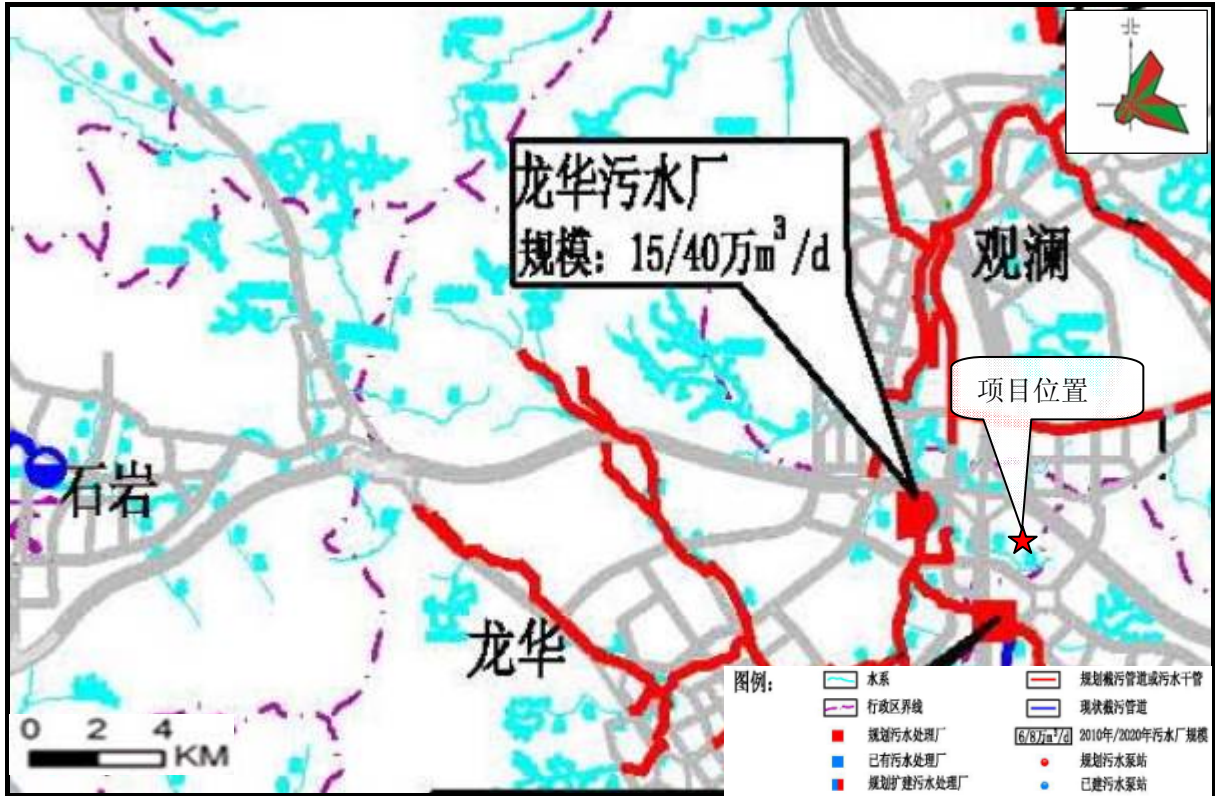 龙华污水厂
规模：15/40万m³/d
观澜
项目位置
石岩
龙华
图例：
水系
规划截污管道或污水干管
行政区界线
现状截污管道
规划污水处理厂
6/8万m³/d 2010年/2020年污水厂规模
已有污水处理厂
规划污水泵站
规划扩建污水处理厂
已建污水泵站
0 2 4
KM
北